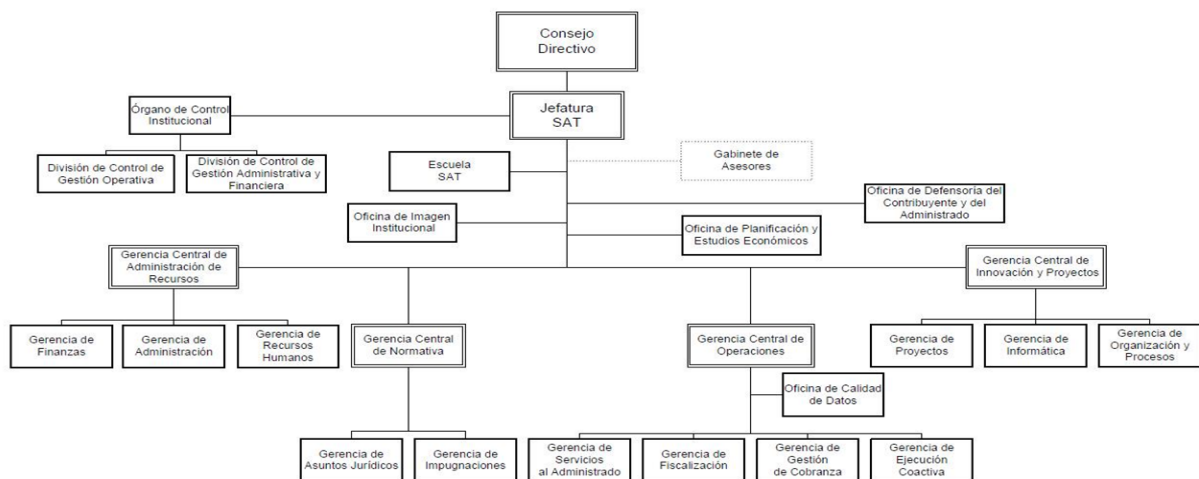 Consejo
Directivo
Jefatura
SAT
Órgano de Control
Institucional
División de Control de
Gestión Operativa
División de Control de
Gestión Administrativa y
Financiera
Escuela
SAT
Gabinete de
Asesores
Oficina de Defensoría del
Contribuyente y del
Administrado
Oficina de Imagen
Institucional
Oficina de Planificación y
Estudios Económicos
Gerencia Central de
Administración de
Recursos
Gerencia Central de
Innovación y Proyectos
Gerencia de
Finanzas
Gerencia de
Administración
Gerencia de
Recursos
Humanos
Gerencia Central
de Normativa
Gerencia Central de
Operaciones
Gerencia de
Proyectos
Gerencia de
Informática
Gerencia de
Organización y
Procesos
Oficina de Calidad
de Datos
Gerencia de
Asuntos Jurídicos
Gerencia de
Impugnaciones
Gerencia de
Servicios
al Administrado
Gerencia de
Fiscalización
Gerencia de
Gestión
de Cobranza
Gerencia de
Ejecución
Coactiva